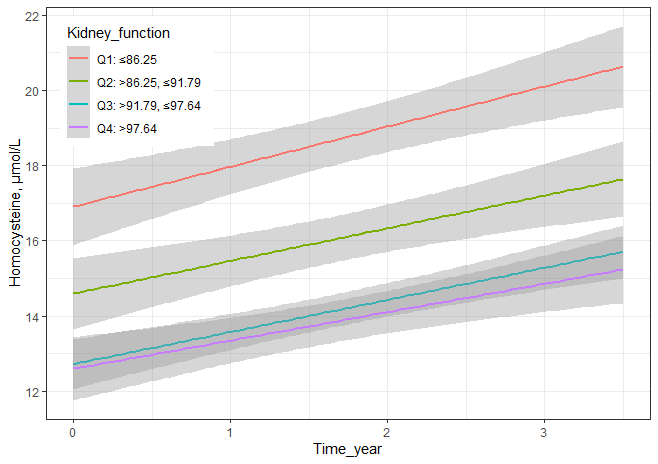 22
20
18
16
14
12
Homocysteine, μmol/L
Kidney_function
Q1: ≤86.25
Q2: >86.25, ≤91.79
Q3: >91.79, ≤97.64
Q4: >97.64
0
1
2
3
Time_year